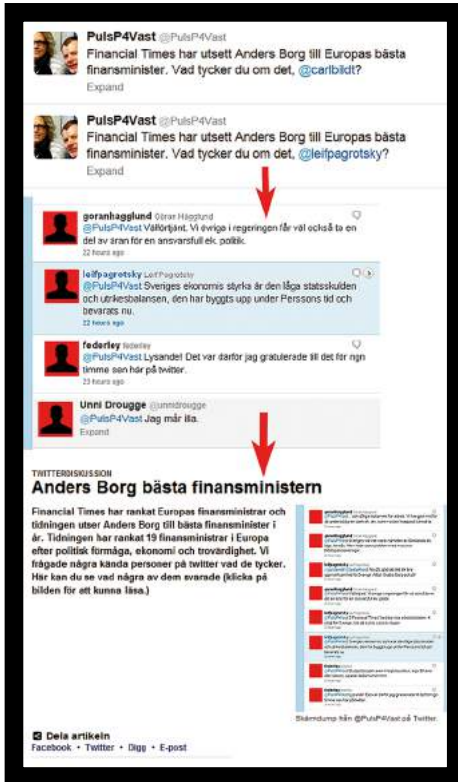 PulsP4Vast @PulsP4Vast
Financial Times har utsett Anders Borg till Europas bästa
finansminister. Vad tycker du om det, @carlbildt?
Expand
PulsP4Vast @PulsP4Vast
Financial Times har utsett Anders Borg till Europas bästa
finansminister. Vad tycker du om det, @leifpagrotsky?
Expand
goranhagglund Göran Hägglund
@PulsP4Vast Välförtjänt. Vi övriga i regeringen får väl också ta en
del av äran för en ansvarsfull ek. politik.
22 hours ago
leifpagrotsky Leif Pagrotsky
@PulsP4Vast Sveriges ekonomis styrka är den låga statsskulden
och utrikesbalansen, den har byggts upp under Perssons tid och
bevarats nu.
22 hours ago
federley federley
@PulsP4Vast Lysande! Det var därför jag gratulerade till det för ngn
timme sen här på twitter.
23 hours ago
Unni Drougge @unnidrougge
@PulsP4Vast Jag mår illa.
Expand
TWITTERDISKUSSION
Anders Borg bästa finansministern
Financial Times har rankat Europas finansministrar och
tidningen utser Anders Borg till bästa finansminister i
år. Tidningen har rankat 19 finansministrar i Europa
efter politisk förmåga, ekonomi och trovärdighet. Vi
frågade några kända personer på twitter vad de tycker.
Här kan du se vad några av dem svarade (klicka på
bilden för att kunna läsa.)
Skärmdump från @PulsP4Vast på Twitter.
Dela artikeln
Facebook • Twitter • Digg • E-post